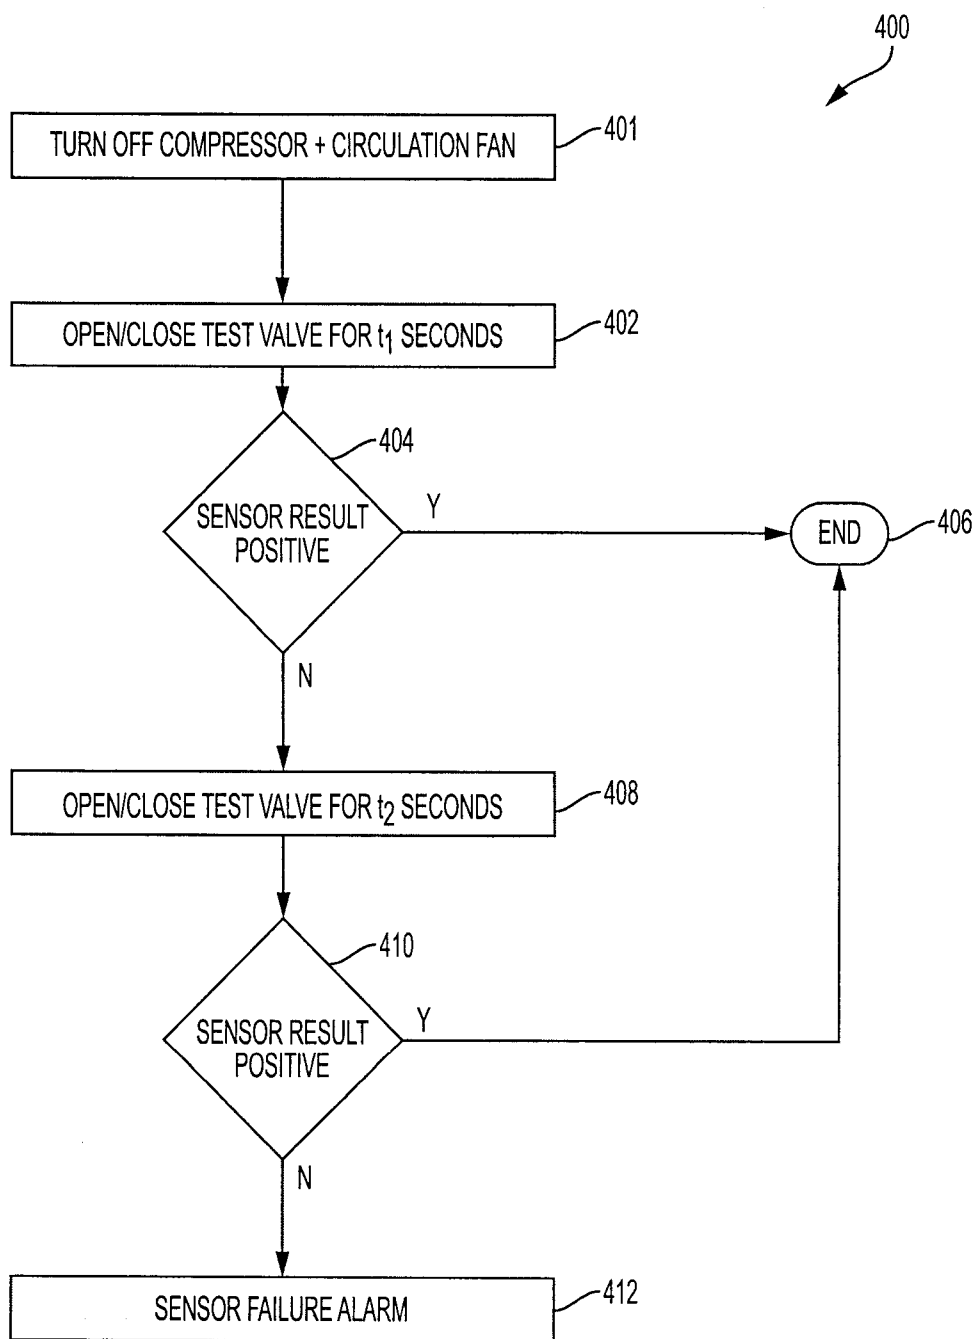 400
TURN OFF COMPRESSOR + CIRCULATION FAN
401
OPEN/CLOSE TEST VALVE FOR t₁ SECONDS
402
404
SENSOR RESULT
POSITIVE
Y
END
406
N
OPEN/CLOSE TEST VALVE FOR t₂ SECONDS
408
410
SENSOR RESULT
POSITIVE
Y
N
SENSOR FAILURE ALARM
412